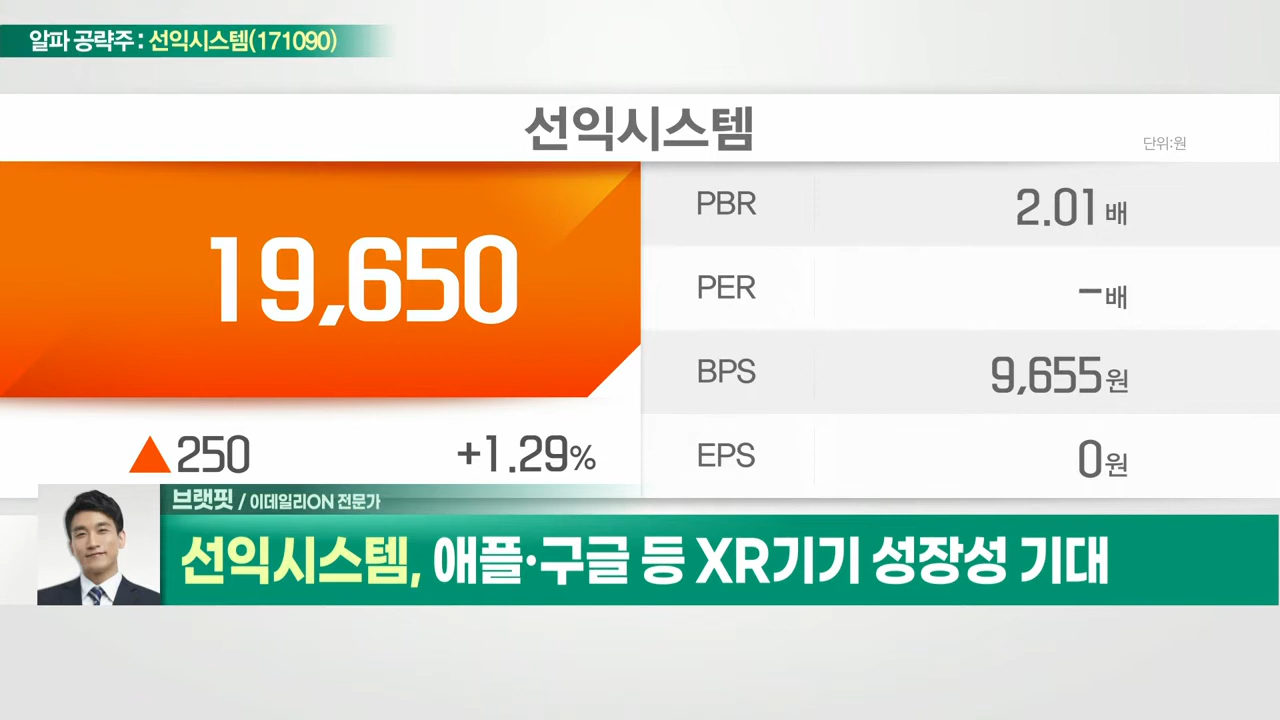 알파 공략주 : 선익시스템(171090)
선익시스템
단위:원
19,650
▲250 +1.29%
PBR 2.01 배
PER –배
BPS 9,655원
EPS 0원
브랫핏 / 이데일리ON 전문가
선익시스템, 애플·구글 등 XR기기 성장성 기대